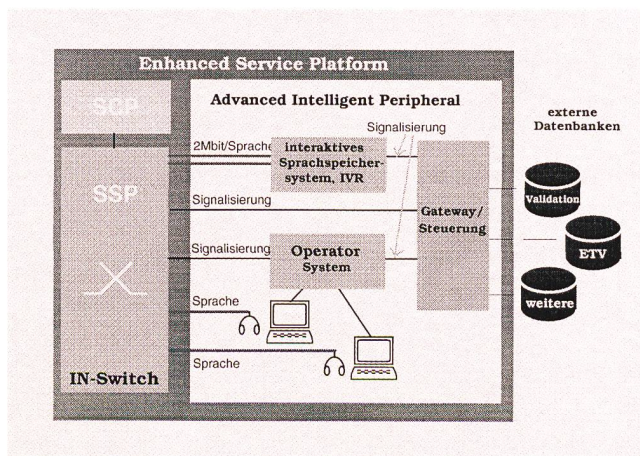 Enhanced Service Platform
SCP
Advanced Intelligent Peripheral
externe
Datenbanken
Signalisierung
2Mbit/Sprache
interaktives
Sprachspeicher-
system, IVR
SSP
Signalisierung
Gateway/
Steuerung
Validation
Signalisierung
Operator
System
ETV
Sprache
weitere
Sprache
IN-Switch